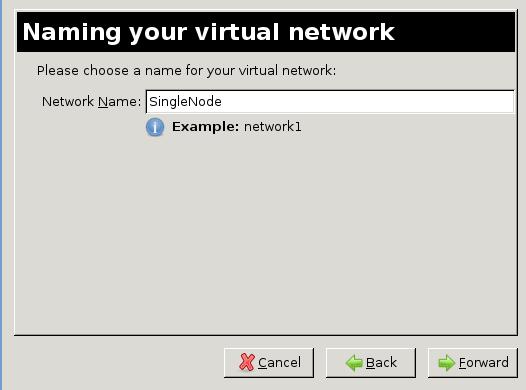 Naming your virtual network
Please choose a name for your virtual network:
Network Name: SingleNode
Example: network1
Cancel Back Forward